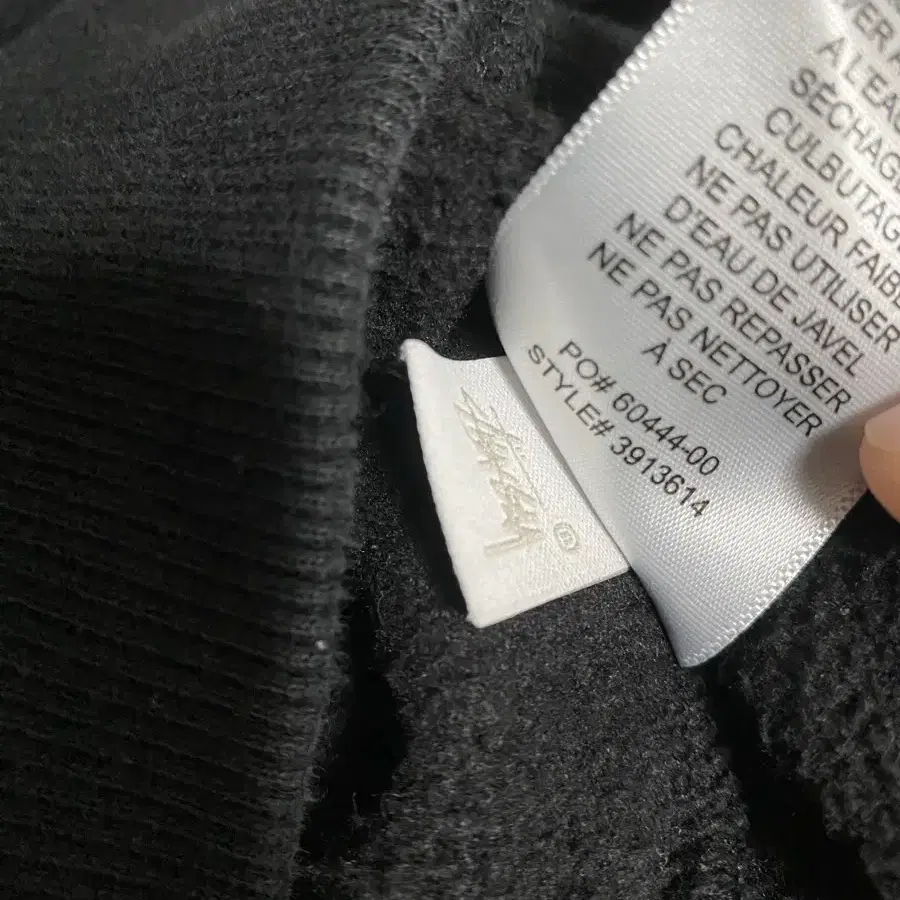 À L'EAU
SÉCHAGE
CULBUTAGE
CHALEUR FAIBLE
NE PAS UTILISER
D'EAU DE JAVEL
NE PAS REPASSER
NE PAS NETTOYER
À SEC
PO# 60444-00
STYLE# 3913614
Stüssy
®